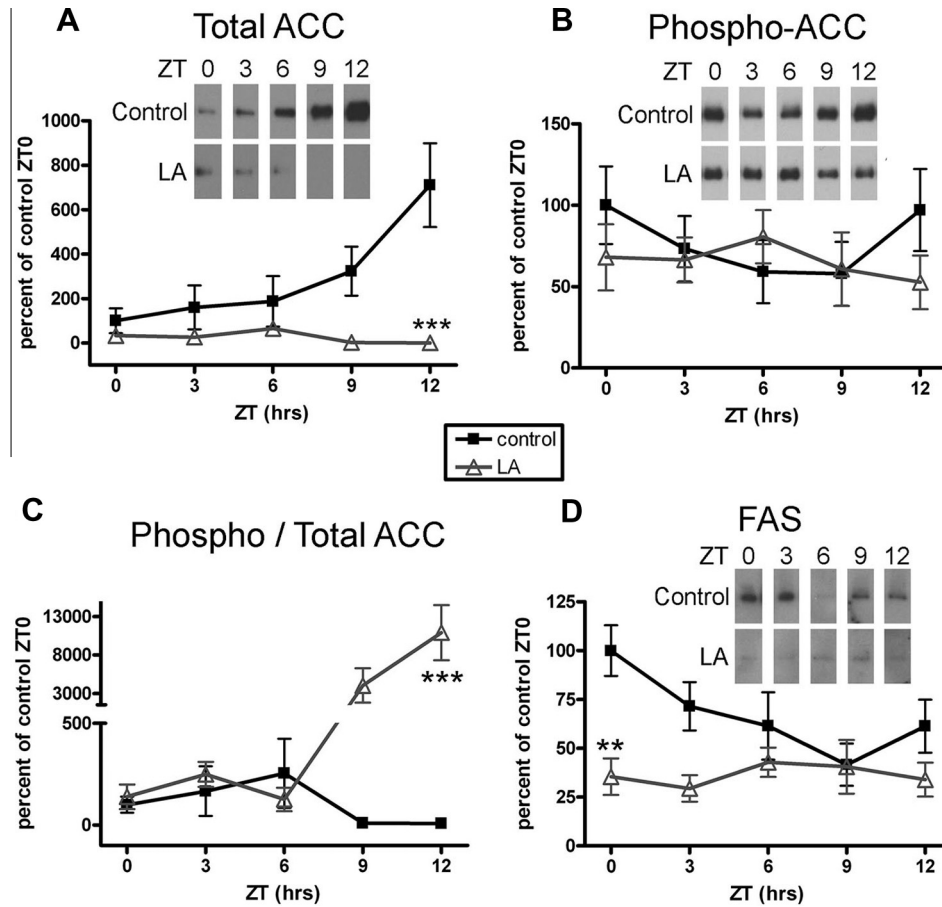 A
Total ACC
ZT 0 3 6 9 12
Control
LA
1000
800
600
400
200
0
percent of control ZT0
***
0 3 6 9 12
ZT (hrs)
B
Phospho-ACC
ZT 0 3 6 9 12
Control
LA
150
100
50
0
percent of control ZT0
0 3 6 9 12
ZT (hrs)
control
LA
C
Phospho / Total ACC
13000
8000
3000
500
0
percent of control ZT0
***
0 3 6 9 12
ZT (hrs)
D
FAS
ZT 0 3 6 9 12
Control
LA
125
100
75
50
25
0
percent of control ZT0
**
0 3 6 9 12
ZT (hrs)